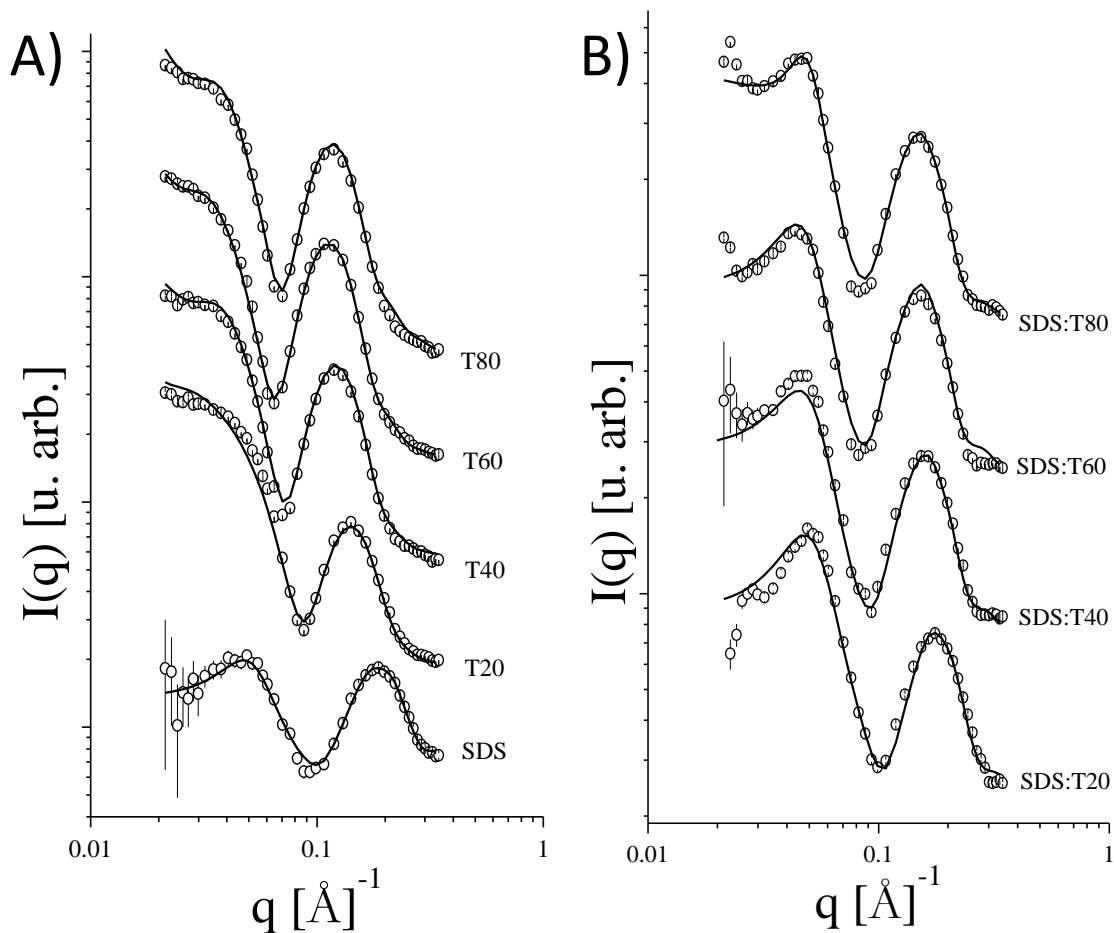 A)
I(q) [u. arb.]
T80
T60
T40
T20
SDS
0.01
0.1
1
q [Å]⁻¹
B)
I(q) [u. arb.]
SDS:T80
SDS:T60
SDS:T40
SDS:T20
0.01
0.1
1
q [Å]⁻¹